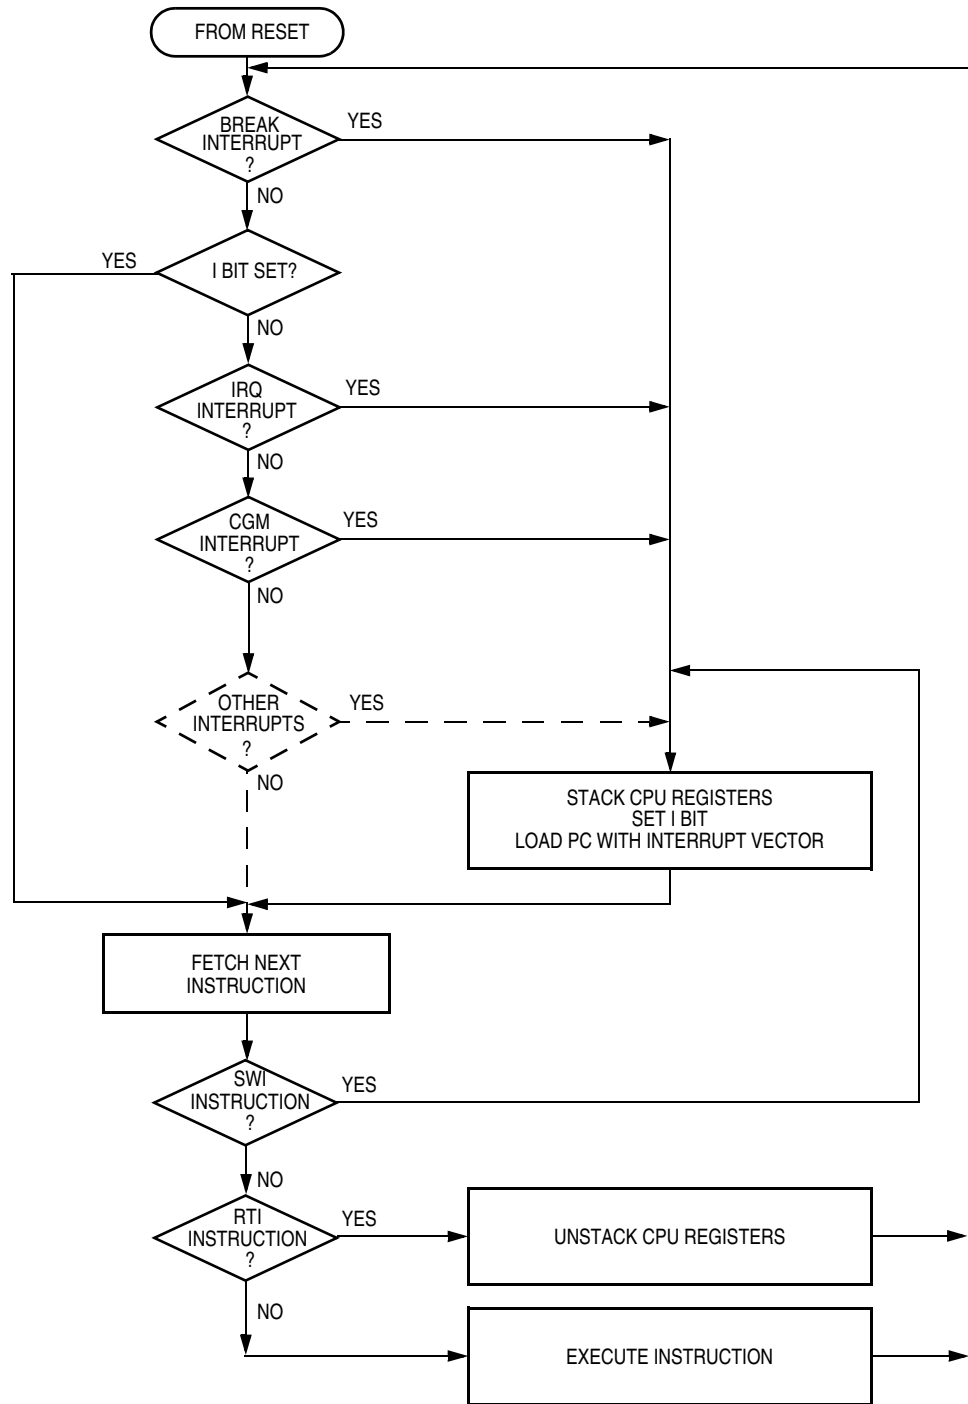 FROM RESET
BREAK
INTERRUPT
?
YES
NO
I BIT SET?
YES
NO
IRQ
INTERRUPT
?
YES
NO
CGM
INTERRUPT
?
YES
NO
OTHER
INTERRUPTS
?
YES
NO
STACK CPU REGISTERS
SET I BIT
LOAD PC WITH INTERRUPT VECTOR
FETCH NEXT
INSTRUCTION
SWI
INSTRUCTION
?
YES
NO
RTI
INSTRUCTION
?
YES
UNSTACK CPU REGISTERS
NO
EXECUTE INSTRUCTION